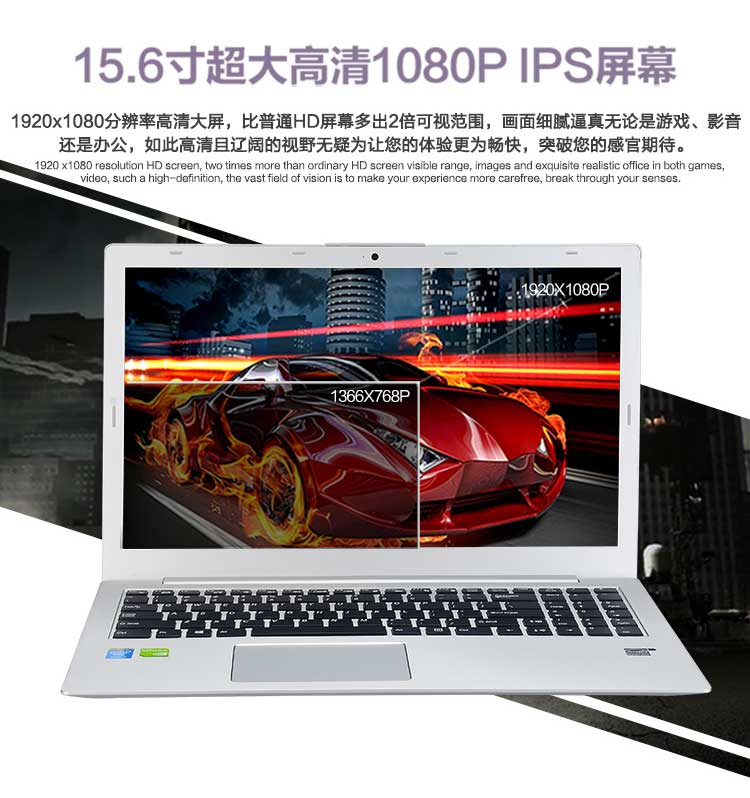 15.6寸超大高清1080P IPS屏幕
1920x1080分辨率高清大屏，比普通HD屏幕多出2倍可视范围，画面细腻逼真无论是游戏、影音
还是办公，如此高清且辽阔的视野无疑为让您的体验更为畅快，突破您的感官期待。
1920 x1080 resolution HD screen, two times more than ordinary HD screen visible range, images and exquisite realistic office in both games,
video, such a high-definition, the vast field of vision is to make your experience more carefree, break through your senses.
1920X1080P
1366X768P